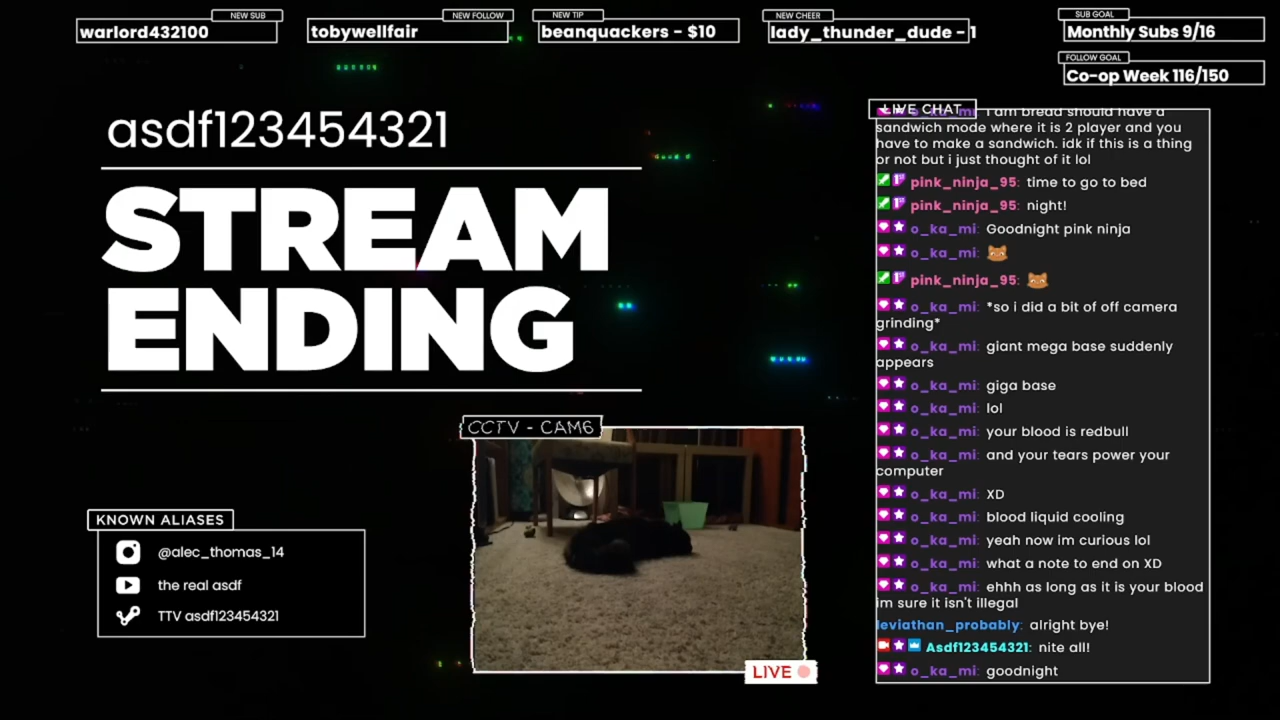 NEW SUB
warlord432100
NEW FOLLOW
tobywellfair
NEW TIP
beanquackers - $10
NEW CHEER
lady_thunder_dude - 1
SUB GOAL
Monthly Subs 9/16
FOLLOW GOAL
Co-op Week 116/150
asdf123454321
STREAM
ENDING
CCTV - CAM6
LIVE
KNOWN ALIASES
@alec_thomas_14
the real asdf
TTV asdf123454321
LIVE CHAT
i am bread should have a
sandwich mode where it is 2 player and you
have to make a sandwich. idk if this is a thing
or not but i just thought of it lol
pink_ninja_95: time to go to bed
pink_ninja_95: night!
o_ka_mi: Goodnight pink ninja
o_ka_mi:
pink_ninja_95:
o_ka_mi: *so i did a bit of off camera
grinding*
o_ka_mi: giant mega base suddenly
appears
o_ka_mi: giga base
o_ka_mi: lol
o_ka_mi: your blood is redbull
o_ka_mi: and your tears power your
computer
o_ka_mi: XD
o_ka_mi: blood liquid cooling
o_ka_mi: yeah now im curious lol
o_ka_mi: what a note to end on XD
o_ka_mi: ehhh as long as it is your blood
im sure it isn't illegal
leviathan_probably: alright bye!
Asdf123454321: nite all!
o_ka_mi: goodnight